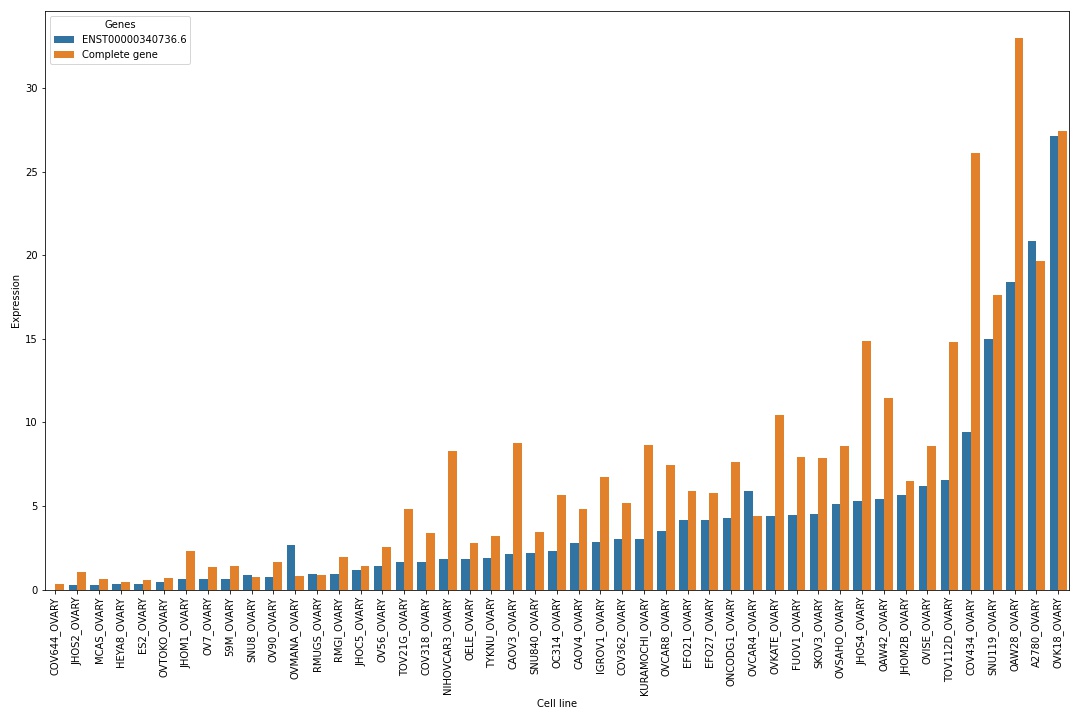 Genes
ENST00000340736.6
Complete gene
Expression
30
25
20
15
10
5
0
COV644_OVARY
JHOS2_OVARY
MCAS_OVARY
HEYA8_OVARY
ES2_OVARY
OVTOKO_OVARY
JHOM1_OVARY
OV7_OVARY
59M_OVARY
SNU8_OVARY
OV90_OVARY
OVMANA_OVARY
RMUGS_OVARY
RMGI_OVARY
JHOC5_OVARY
OV56_OVARY
TOV21G_OVARY
COV318_OVARY
NIHOVCAR3_OVARY
OELE_OVARY
TYKNU_OVARY
CAOV3_OVARY
SNU840_OVARY
OC314_OVARY
CAOV4_OVARY
IGROV1_OVARY
COV362_OVARY
KURAMOCHI_OVARY
OVCAR8_OVARY
EFO21_OVARY
EFO27_OVARY
ONCODG1_OVARY
OVCAR4_OVARY
OVKATE_OVARY
FUOV1_OVARY
SKOV3_OVARY
OVSAHO_OVARY
JHOS4_OVARY
OAW42_OVARY
JHOM2B_OVARY
OVISE_OVARY
TOV112D_OVARY
COV434_OVARY
SNU119_OVARY
OAW28_OVARY
A2780_OVARY
OVK18_OVARY
Cell line